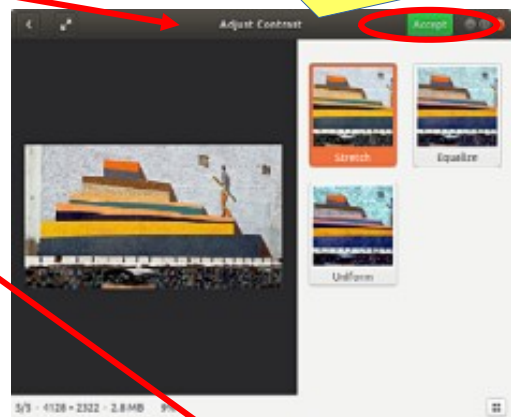 Adjust Contrast
Accept
Stretch
Equalize
Uniform
5/5 - 4128 × 2322 - 2.8 MB